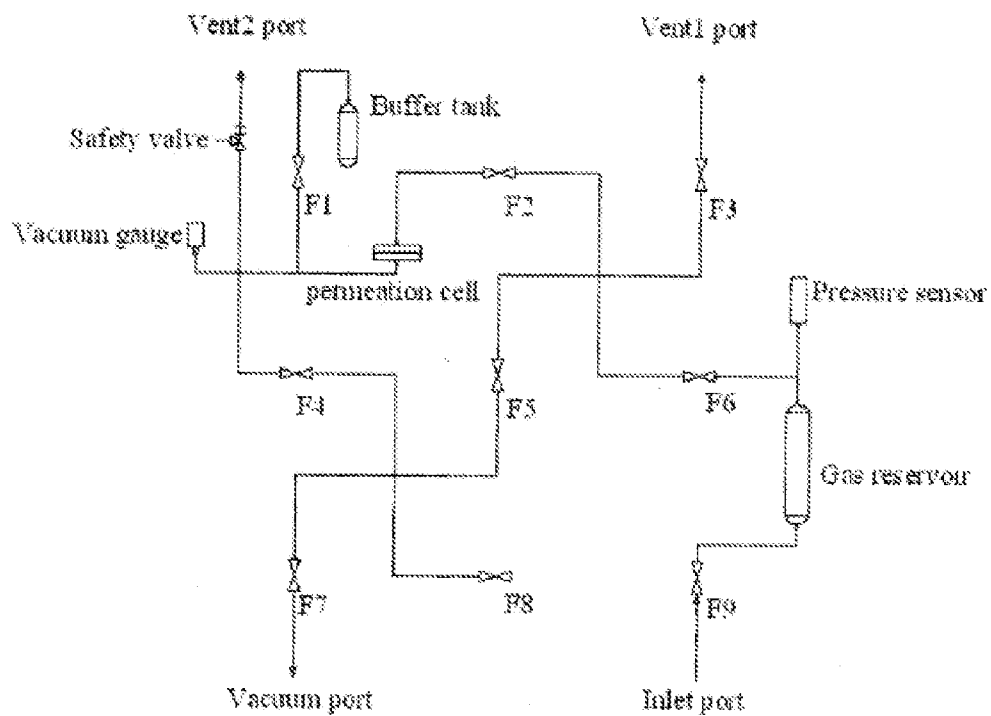 Vent2 port
Vent1 port
Buffer tank
Safety valve
F1
F2
F3
Vacuum gauge
permeation cell
Pressure sensor
F4
F5
F6
Gas reservoir
F7
F8
F9
Vacuum port
Inlet port